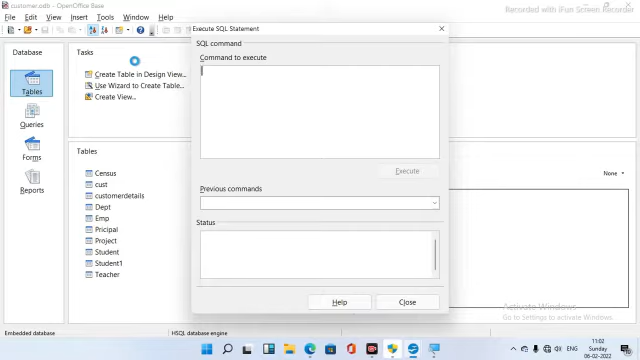 customer.odb - OpenOffice Base
Recorded with iFun Screen Recorder
File Edit View Insert Tools Window Help
Database
Tables
Queries
Forms
Reports
Tasks
Create Table in Design View...
Use Wizard to Create Table...
Create View...
Tables
Census
cust
customerdetails
Dept
Emp
Pricipal
Project
Student
Student1
Teacher
Execute SQL Statement
SQL command
Command to execute
Execute
Previous commands
Status
Help
Close
None
Activate Windows
Go to Settings to activate Windows.
Embedded database
HSQL database engine
ENG
11:02
Sunday
06-02-2022